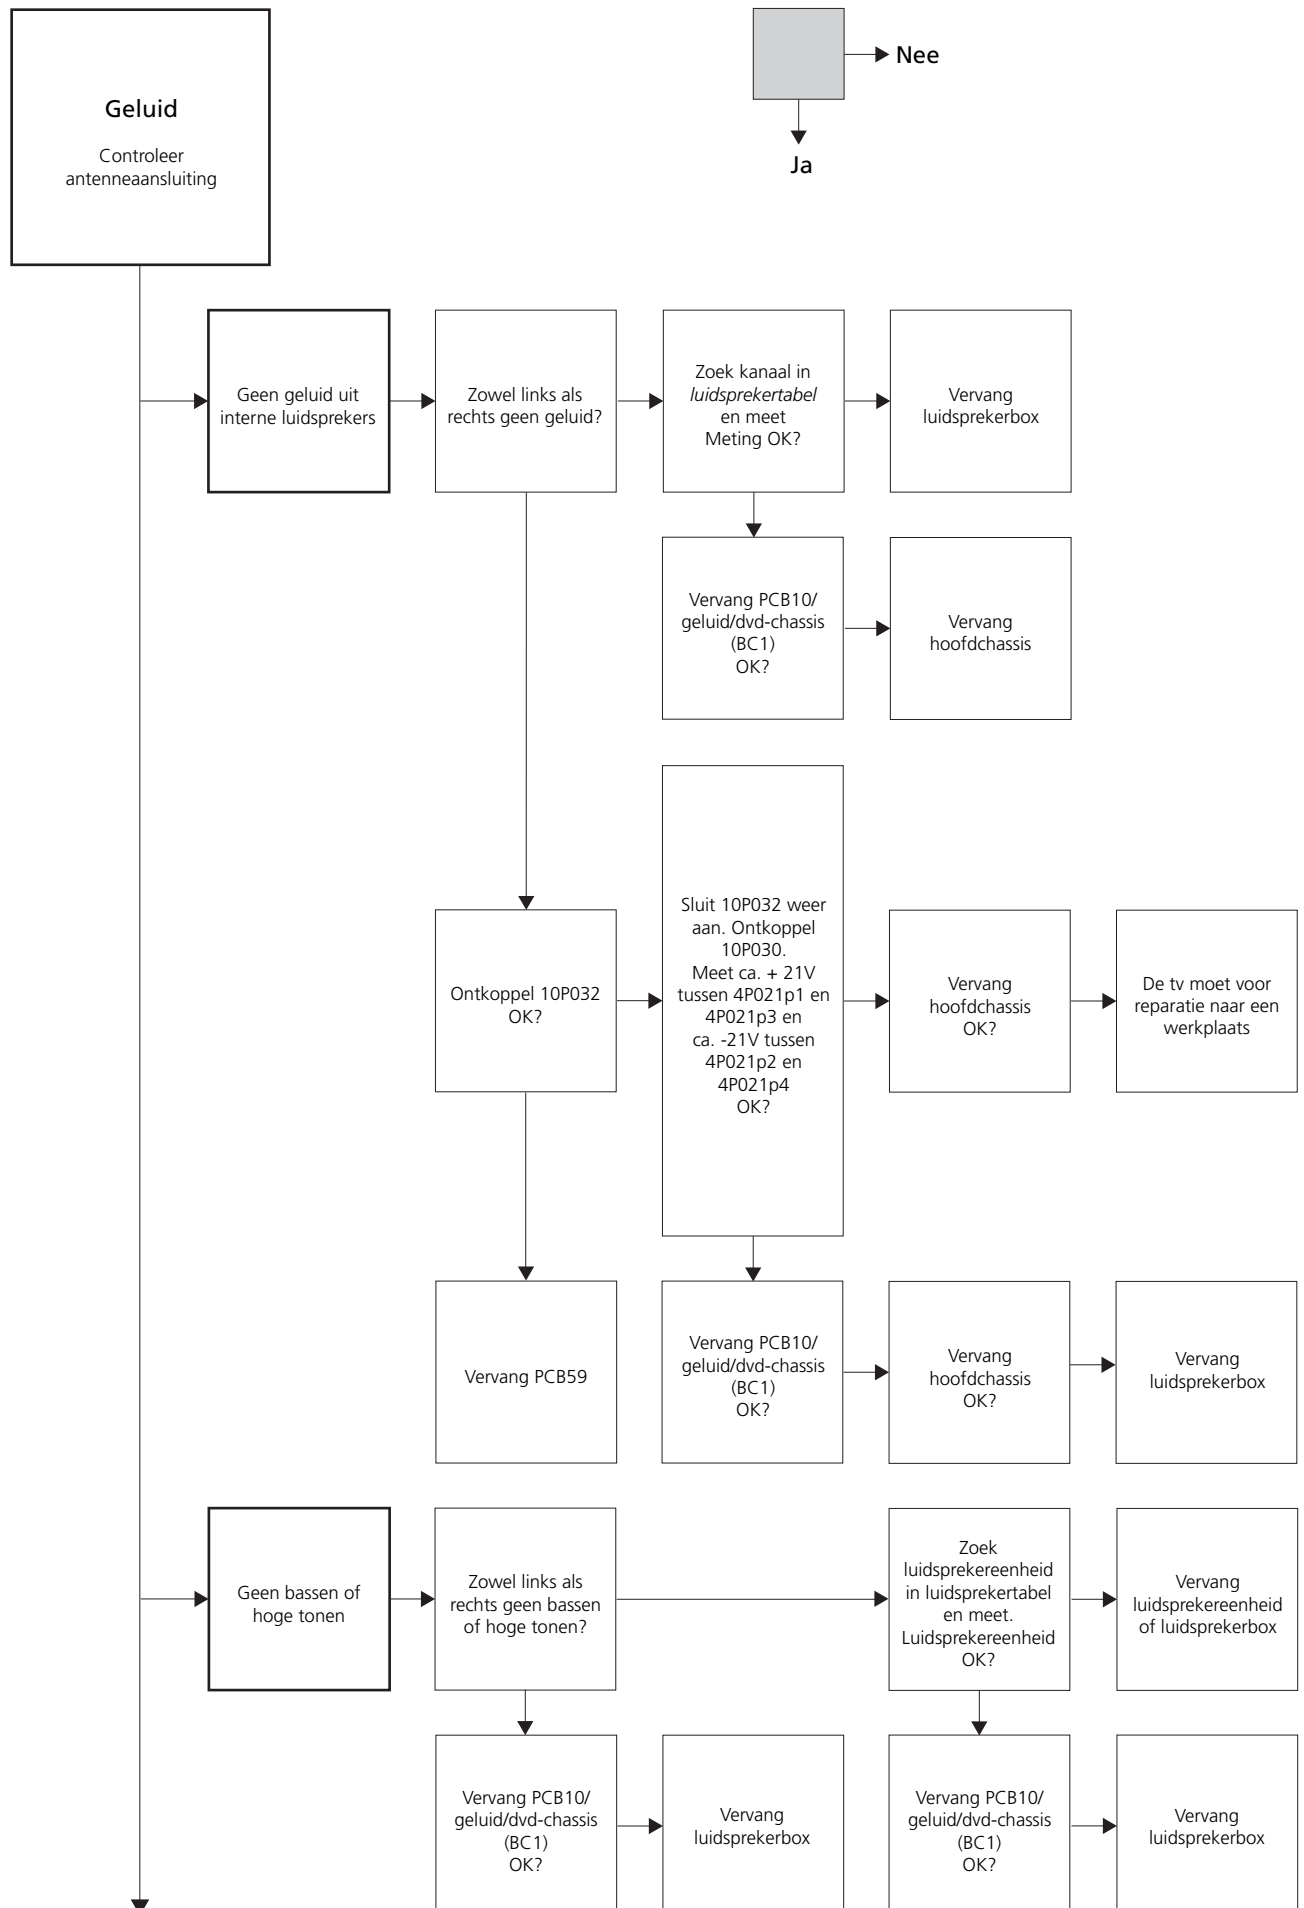 Geluid
Controleer
antenneaansluiting
Nee
Ja
Geen geluid uit
interne luidsprekers
Zowel links als
rechts geen geluid?
Zoek kanaal in
luidsprekertabel
en meet
Meting OK?
Vervang
luidsprekerbox
Vervang PCB10/
geluid/dvd-chassis
(BC1)
OK?
Vervang
hoofdchassis
Ontkoppel 10P032
OK?
Sluit 10P032 weer
aan. Ontkoppel
10P030.
Meet ca. + 21V
tussen 4P021p1 en
4P021p3 en
ca. -21V tussen
4P021p2 en
4P021p4
OK?
Vervang
hoofdchassis
OK?
De tv moet voor
reparatie naar een
werkplaats
Vervang PCB59
Vervang PCB10/
geluid/dvd-chassis
(BC1)
OK?
Vervang
hoofdchassis
OK?
Vervang
luidsprekerbox
Geen bassen of
hoge tonen
Zowel links als
rechts geen bassen
of hoge tonen?
Zoek
luidsprekereenheid
in luidsprekertabel
en meet.
Luidsprekereenheid
OK?
Vervang
luidsprekereenheid
of luidsprekerbox
Vervang PCB10/
geluid/dvd-chassis
(BC1)
OK?
Vervang
luidsprekerbox
Vervang PCB10/
geluid/dvd-chassis
(BC1)
OK?
Vervang
luidsprekerbox